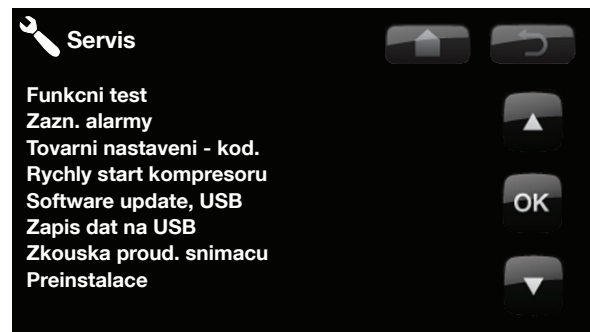 Servis
Funkcni test
Zazn. alarmy
Tovarni nastaveni - kod.
Rychly start kompresoru
Software update, USB
OK
Zapis dat na USB
Zkouska proud. snimacu
Preinstalace